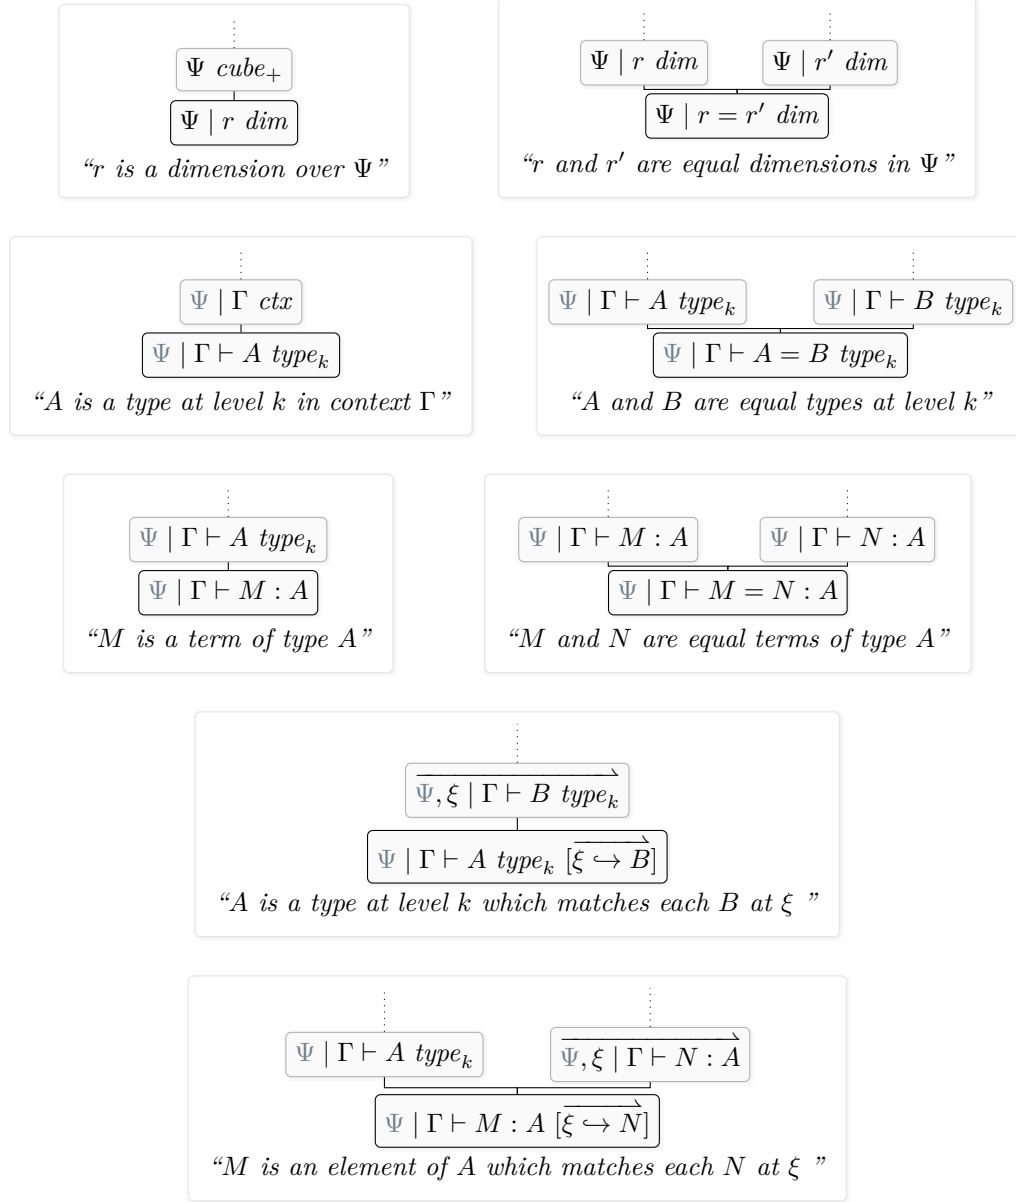 Ψ cube₊
Ψ | r dim
“r is a dimension over Ψ”
Ψ | r dim Ψ | r′ dim
Ψ | r = r′ dim
“r and r′ are equal dimensions in Ψ”
Ψ | Γ ctx
Ψ | Γ ⊢ A typeₖ
“A is a type at level k in context Γ”
Ψ | Γ ⊢ A typeₖ Ψ | Γ ⊢ B typeₖ
Ψ | Γ ⊢ A = B typeₖ
“A and B are equal types at level k”
Ψ | Γ ⊢ A typeₖ
Ψ | Γ ⊢ M : A
“M is a term of type A”
Ψ | Γ ⊢ M : A Ψ | Γ ⊢ N : A
Ψ | Γ ⊢ M = N : A
“M and N are equal terms of type A”
Ψ, ξ | Γ ⊢ B typeₖ
Ψ | Γ ⊢ A typeₖ [ξ ↪ B]
“A is a type at level k which matches each B at ξ ”
Ψ | Γ ⊢ A typeₖ Ψ, ξ | Γ ⊢ N : A
Ψ | Γ ⊢ M : A [ξ ↪ N]
“M is an element of A which matches each N at ξ ”